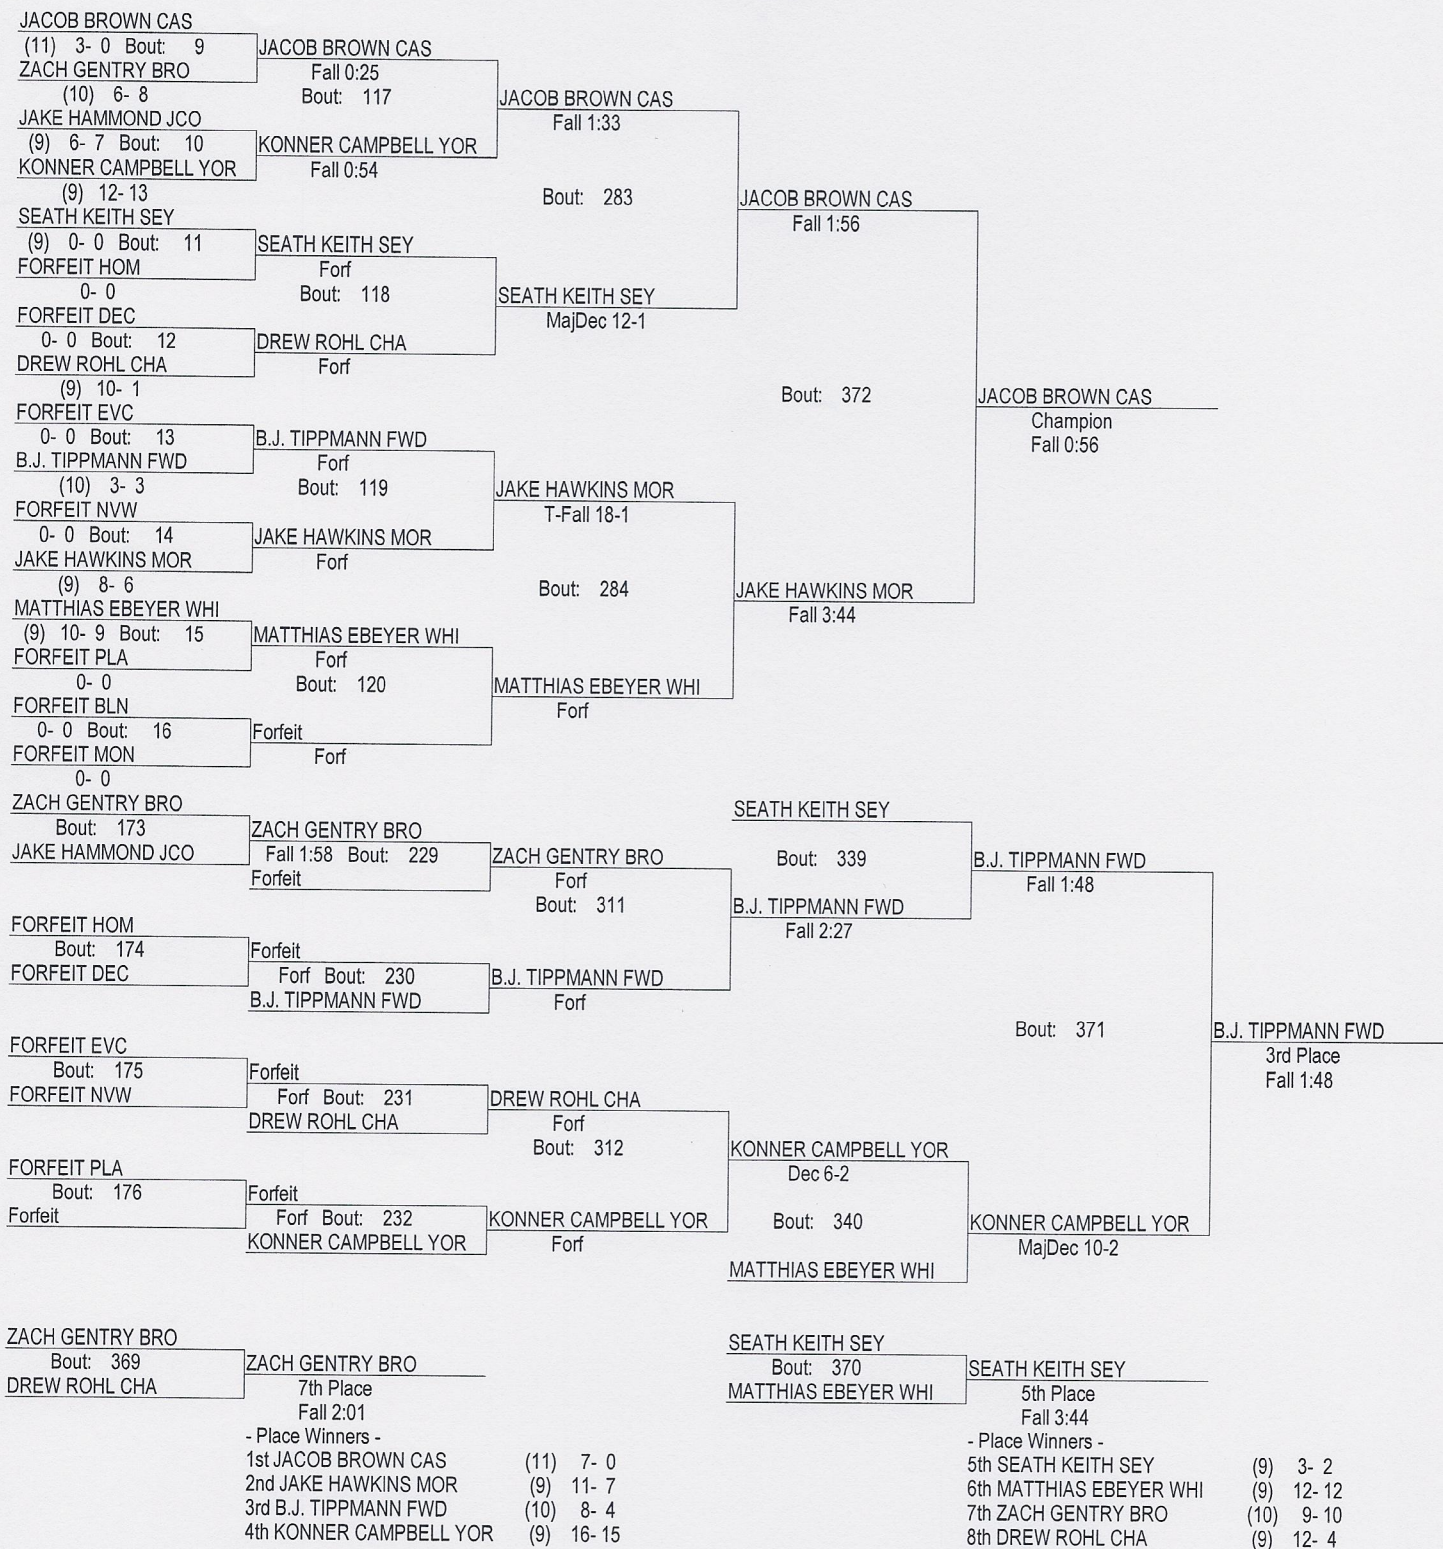 JACOB BROWN CAS
(11) 3- 0 Bout: 9
ZACH GENTRY BRO
(10) 6- 8
JAKE HAMMOND JCO
(9) 6- 7 Bout: 10
KONNER CAMPBELL YOR
(9) 12- 13
SEATH KEITH SEY
(9) 0- 0 Bout: 11
FORFEIT HOM
0- 0
FORFEIT DEC
0- 0 Bout: 12
DREW ROHL CHA
(9) 10- 1
FORFEIT EVC
0- 0 Bout: 13
B.J. TIPPMANN FWD
(10) 3- 3
FORFEIT NVW
0- 0 Bout: 14
JAKE HAWKINS MOR
(9) 8- 6
MATTHIAS EBEYER WHI
(9) 10- 9 Bout: 15
FORFEIT PLA
0- 0
FORFEIT BLN
0- 0 Bout: 16
FORFEIT MON
0- 0
JACOB BROWN CAS
Fall 0:25
Bout: 117
KONNER CAMPBELL YOR
Fall 0:54
SEATH KEITH SEY
Forf
Bout: 118
DREW ROHL CHA
Forf
B.J. TIPPMANN FWD
Forf
Bout: 119
JAKE HAWKINS MOR
Forf
MATTHIAS EBEYER WHI
Forf
Bout: 120
Forfeit
Forf
JACOB BROWN CAS
Fall 1:33
Bout: 283
SEATH KEITH SEY
MajDec 12-1
JAKE HAWKINS MOR
T-Fall 18-1
Bout: 284
MATTHIAS EBEYER WHI
Forf
JACOB BROWN CAS
Fall 1:56
Bout: 372
JAKE HAWKINS MOR
Fall 3:44
JACOB BROWN CAS
Champion
Fall 0:56
ZACH GENTRY BRO
Bout: 173
JAKE HAMMOND JCO
FORFEIT HOM
Bout: 174
FORFEIT DEC
FORFEIT EVC
Bout: 175
FORFEIT NVW
FORFEIT PLA
Bout: 176
Forfeit
ZACH GENTRY BRO
Fall 1:58 Bout: 229
Forfeit
Forfeit
Forf Bout: 230
B.J. TIPPMANN FWD
Forfeit
Forf Bout: 231
DREW ROHL CHA
Forfeit
Forf Bout: 232
KONNER CAMPBELL YOR
ZACH GENTRY BRO
Forf
Bout: 311
B.J. TIPPMANN FWD
Forf
DREW ROHL CHA
Forf
Bout: 312
KONNER CAMPBELL YOR
Forf
SEATH KEITH SEY
Bout: 339
B.J. TIPPMANN FWD
Fall 2:27
KONNER CAMPBELL YOR
Dec 6-2
Bout: 340
MATTHIAS EBEYER WHI
B.J. TIPPMANN FWD
Fall 1:48
Bout: 371
KONNER CAMPBELL YOR
MajDec 10-2
B.J. TIPPMANN FWD
3rd Place
Fall 1:48
ZACH GENTRY BRO
Bout: 369
DREW ROHL CHA
ZACH GENTRY BRO
7th Place
Fall 2:01
- Place Winners -
1st JACOB BROWN CAS (11) 7- 0
2nd JAKE HAWKINS MOR (9) 11- 7
3rd B.J. TIPPMANN FWD (10) 8- 4
4th KONNER CAMPBELL YOR (9) 16- 15
SEATH KEITH SEY
Bout: 370
MATTHIAS EBEYER WHI
SEATH KEITH SEY
5th Place
Fall 3:44
- Place Winners -
5th SEATH KEITH SEY (9) 3- 2
6th MATTHIAS EBEYER WHI (9) 12- 12
7th ZACH GENTRY BRO (10) 9- 10
8th DREW ROHL CHA (9) 12- 4